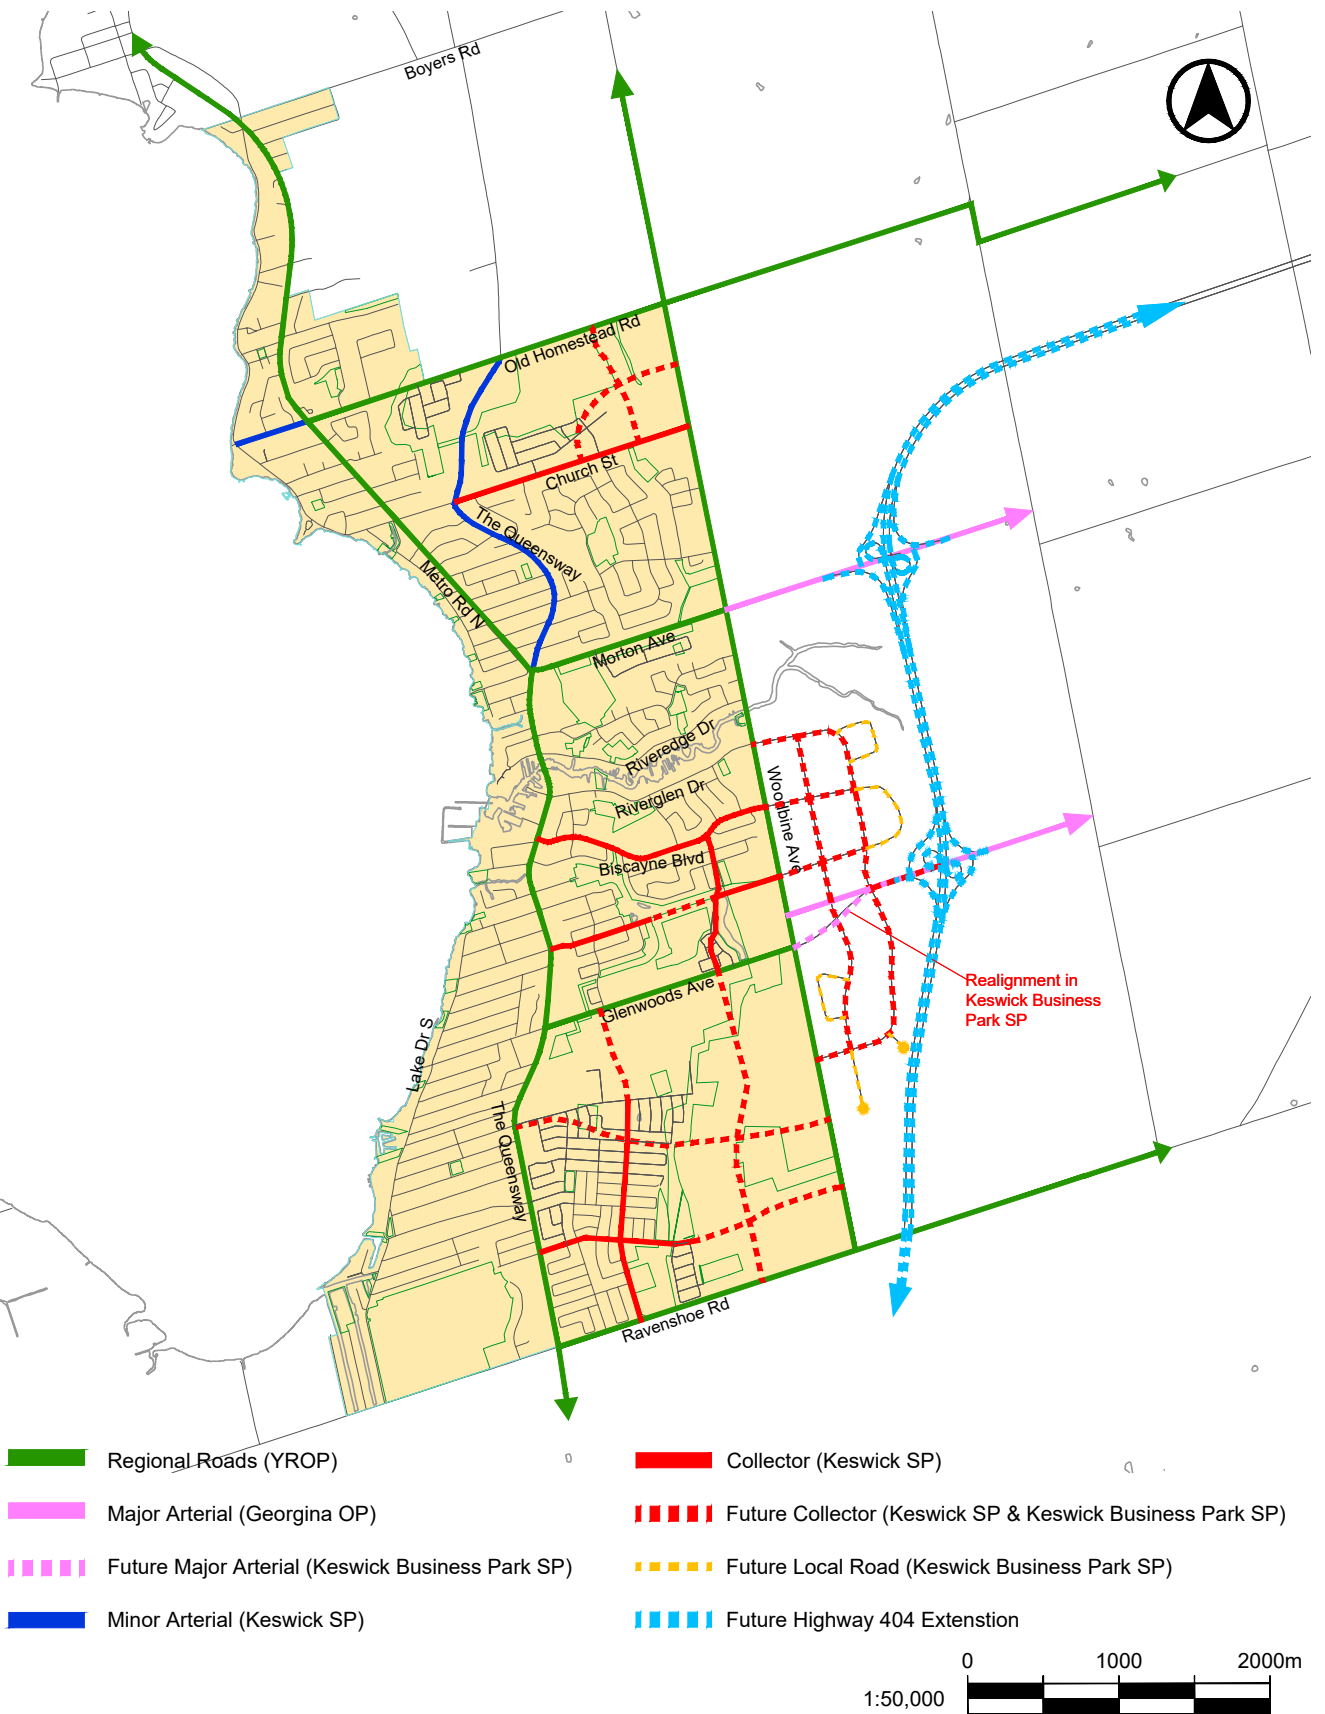 Boyers Rd
Old Homestead Rd
Church St
The Queensway
Metro Rd N
Morton Ave
Riveredge Dr
Riverglen Dr
Woodbine Ave
Biscayne Blvd
Realignment in
Keswick Business
Park SP
Glenwoods Ave
Lake Dr S
The Queensway
Ravenshoe Rd
Regional Roads (YROP)
Major Arterial (Georgina OP)
Future Major Arterial (Keswick Business Park SP)
Minor Arterial (Keswick SP)
Collector (Keswick SP)
Future Collector (Keswick SP & Keswick Business Park SP)
Future Local Road (Keswick Business Park SP)
Future Highway 404 Extenstion
0 1000 2000m
1:50,000